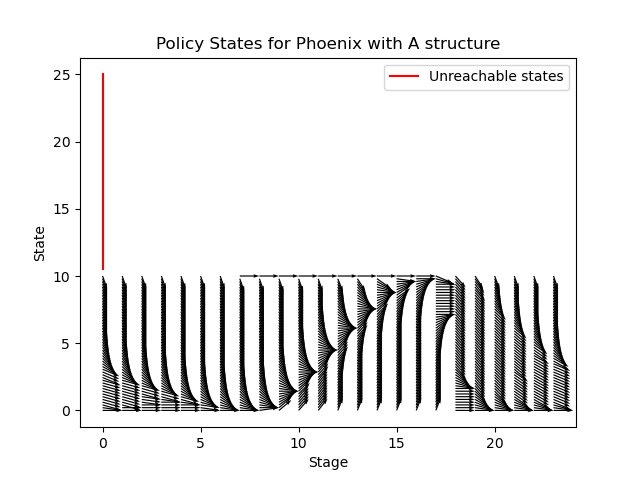 Policy States for Phoenix with A structure
Unreachable states
25
20
15
10
5
0
State
0 5 10 15 20
Stage